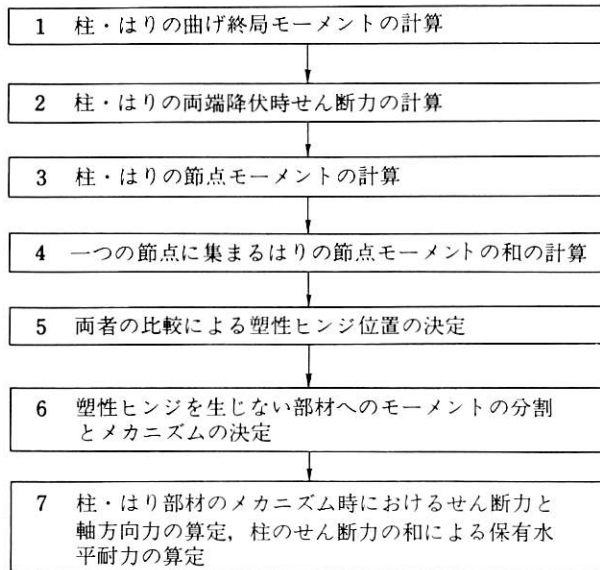 1 柱・はりの曲げ終局モーメントの計算
2 柱・はりの両端降伏時せん断力の計算
3 柱・はりの節点モーメントの計算
4 一つの節点に集まるはりの節点モーメントの和の計算
5 両者の比較による塑性ヒンジ位置の決定
6 塑性ヒンジを生じない部材へのモーメントの分割
とメカニズムの決定
7 柱・はり部材のメカニズム時におけるせん断力と
軸方向力の算定,柱のせん断力の和による保有水
平耐力の算定